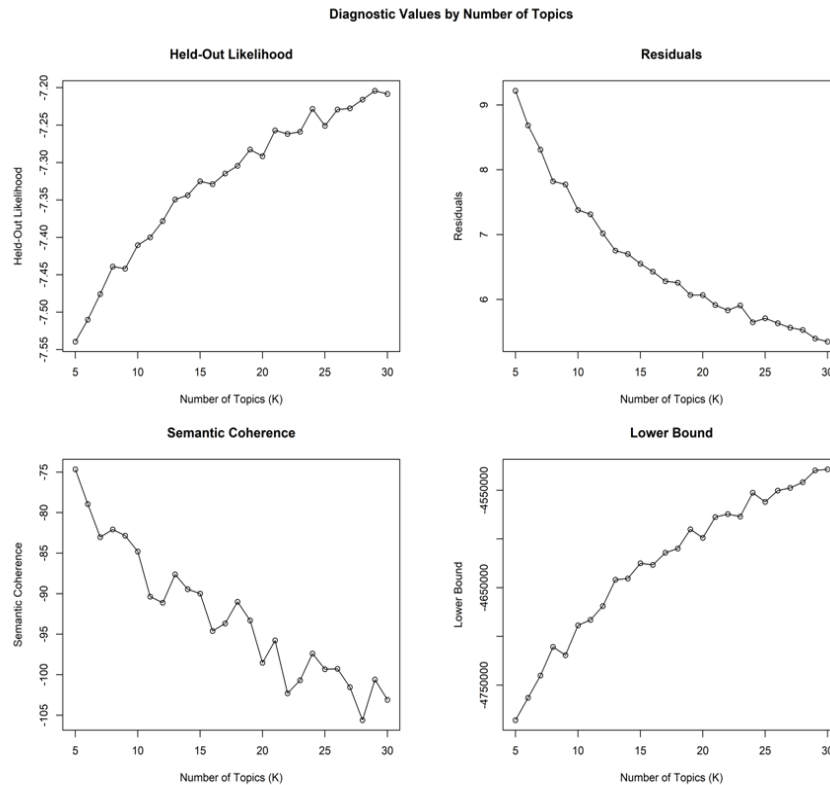 Diagnostic Values by Number of Topics
Held-Out Likelihood
Held-Out Likelihood
-7.20
-7.25
-7.30
-7.35
-7.40
-7.45
-7.50
-7.55
5 10 15 20 25 30
Number of Topics (K)
Residuals
Residuals
9
8
7
6
5 10 15 20 25 30
Number of Topics (K)
Semantic Coherence
Semantic Coherence
-75
-80
-85
-90
-95
-100
-105
5 10 15 20 25 30
Number of Topics (K)
Lower Bound
Lower Bound
-4550000
-4650000
-4750000
5 10 15 20 25 30
Number of Topics (K)